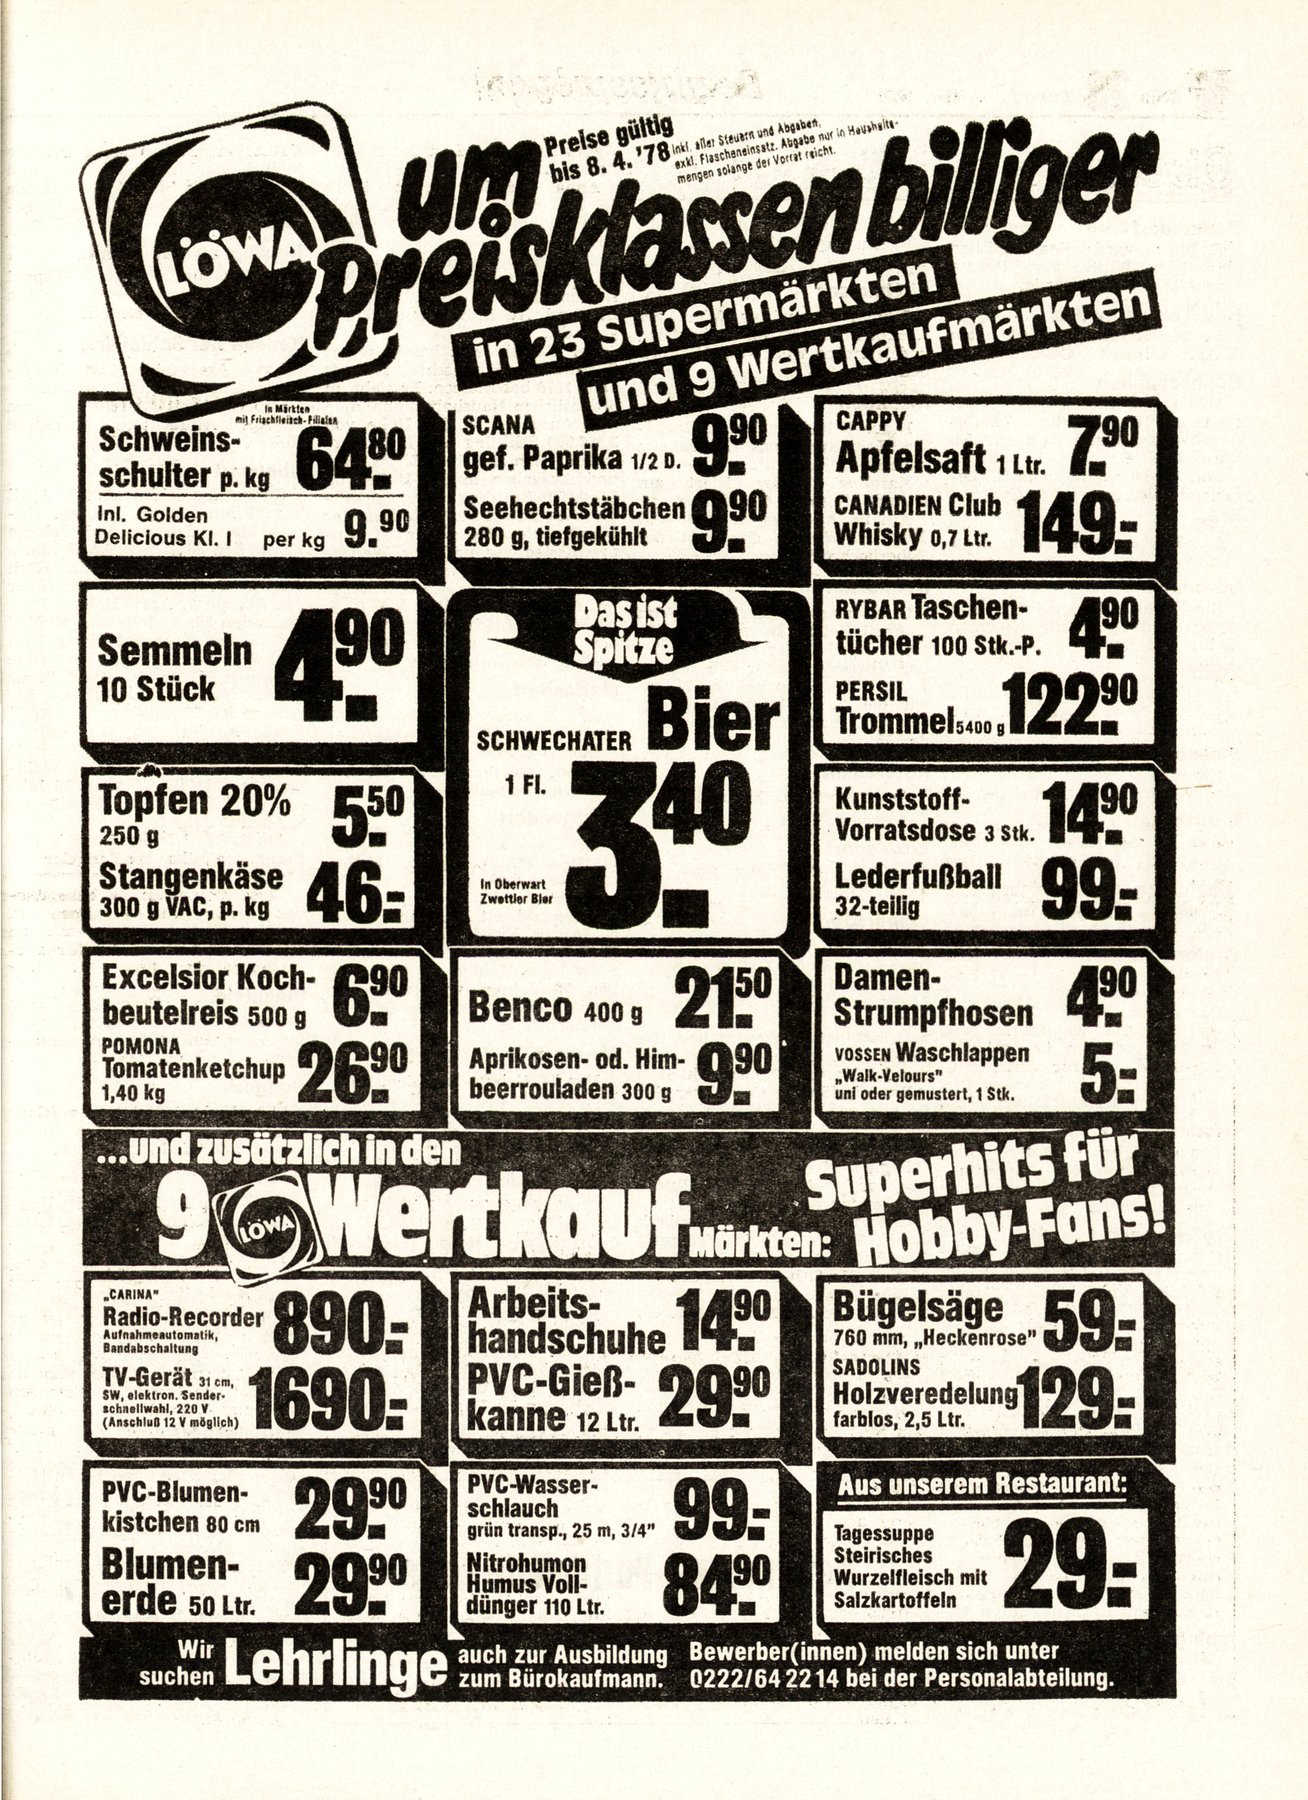 LÖWA
um
Preisklassen billiger
Preise gültig
bis 8. 4. '78
inkl. aller Steuern und Abgaben,
exkl. Flascheneinsatz. Abgabe nur in Haushalts-
mengen solange der Vorrat reicht.
in 23 Supermärkten
und 9 Wertkaufmärkten
In Märkten
mit Frischfleisch-Filialen
Schweins-
schulter p. kg 64.80
Inl. Golden
Delicious Kl. I per kg 9.90
SCANA
gef. Paprika 1/2 D. 9.90
Seehechtstäbchen
280 g, tiefgekühlt 9.90
CAPPY
Apfelsaft 1 Ltr. 7.90
CANADIEN Club
Whisky 0,7 Ltr. 149.-
Semmeln
10 Stück 4.90
Das ist
Spitze
SCHWECHATER Bier
1 Fl. 3.40
In Oberwart
Zwettler Bier
RYBAR Taschen-
tücher 100 Stk.-P. 4.90
PERSIL
Trommel 5400 g 122.90
Topfen 20%
250 g 5.50
Stangenkäse
300 g VAC, p. kg 46.-
Kunststoff-
Vorratsdose 3 Stk. 14.90
Lederfußball
32-teilig 99.-
Excelsior Koch-
beutelreis 500 g 6.90
POMONA
Tomatenketchup
1,40 kg 26.90
Benco 400 g 21.50
Aprikosen- od. Him-
beerrouladen 300 g 9.90
Damen-
Strumpfhosen 4.90
VOSSEN Waschlappen
„Walk-Velours"
uni oder gemustert, 1 Stk. 5.-
...und zusätzlich in den
9 LÖWA Wertkauf Märkten:
Superhits für
Hobby-Fans!
„CARINA"
Radio-Recorder
Aufnahmeautomatik,
Bandabschaltung 890.-
TV-Gerät 31 cm,
SW, elektron. Sender-
schnellwahl, 220 V
(Anschluß 12 V möglich) 1690.-
Arbeits-
handschuhe 14.90
PVC-Gieß-
kanne 12 Ltr. 29.90
Bügelsäge
760 mm, „Heckenrose" 59.-
SADOLINS
Holzveredelung
farblos, 2,5 Ltr. 129.-
PVC-Blumen-
kistchen 80 cm 29.90
Blumen-
erde 50 Ltr. 29.90
PVC-Wasser-
schlauch
grün transp., 25 m, 3/4" 99.-
Nitrohumon
Humus Voll-
dünger 110 Ltr. 84.90
Aus unserem Restaurant:
Tagessuppe
Steirisches
Wurzelfleisch mit
Salzkartoffeln 29.-
Wir
suchen Lehrlinge
auch zur Ausbildung
zum Bürokaufmann.
Bewerber(innen) melden sich unter
0222/64 22 14 bei der Personalabteilung.